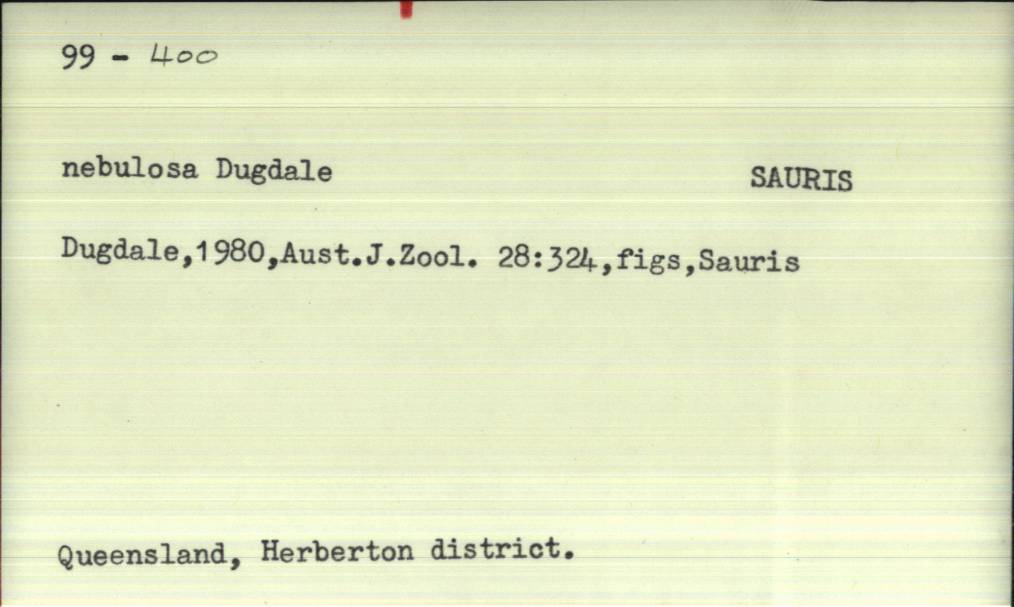 99 - 400
nebulosa Dugdale SAURIS
Dugdale,1980,Aust.J.Zool. 28:324,figs,Sauris
Queensland, Herberton district.